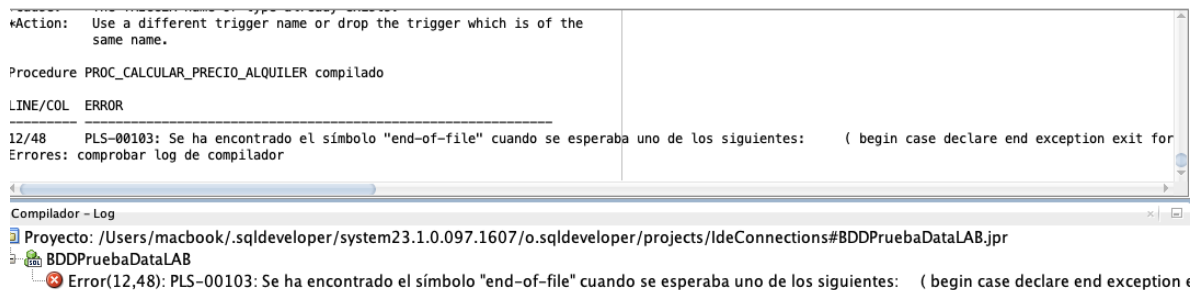 *Action:   Use a different trigger name or drop the trigger which is of the
           same name.
Procedure PROC_CALCULAR_PRECIO_ALQUILER compilado
LINE/COL  ERROR
--------- -------------------------------------------------------------
12/48     PLS-00103: Se ha encontrado el símbolo "end-of-file" cuando se esperaba uno de los siguientes:     ( begin case declare end exception exit for
Errores: comprobar log de compilador
Compilador – Log
Proyecto: /Users/macbook/.sqldeveloper/system23.1.0.097.1607/o.sqldeveloper/projects/IdeConnections#BDDPruebaDataLAB.jpr
BDDPruebaDataLAB
Error(12,48): PLS-00103: Se ha encontrado el símbolo "end-of-file" cuando se esperaba uno de los siguientes:    ( begin case declare end exception